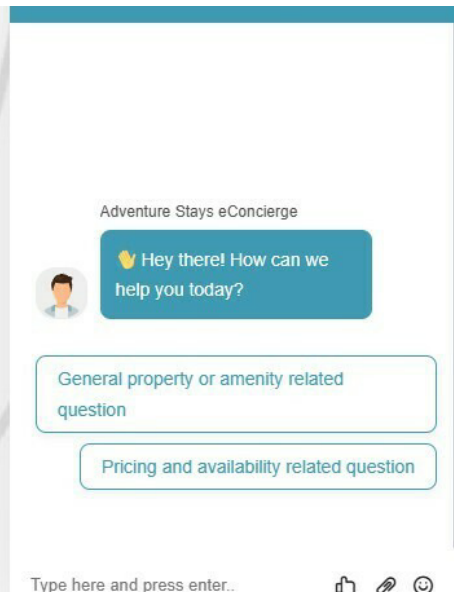 Adventure Stays eConcierge
👋 Hey there! How can we
help you today?
General property or amenity related
question
Pricing and availability related question
Type here and press enter..